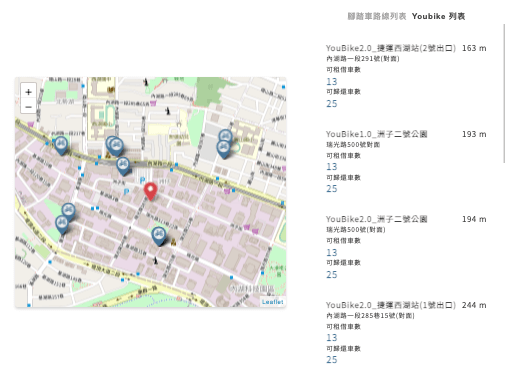 腳踏車路線列表 Youbike 列表
YouBike2.0_捷運西湖站(2號出口) 163 m
內湖路一段291號(對面)
可租借車數
13
可歸還車數
25
YouBike1.0_洲子二號公園 193 m
瑞光路500號對面
可租借車數
13
可歸還車數
25
YouBike2.0_洲子二號公園 194 m
瑞光路500號(對面)
可租借車數
13
可歸還車數
25
YouBike2.0_捷運西湖站(1號出口) 244 m
內湖路一段285巷15號(對面)
可租借車數
13
可歸還車數
25
+
−
P
P
內湖科技園區
Leaflet